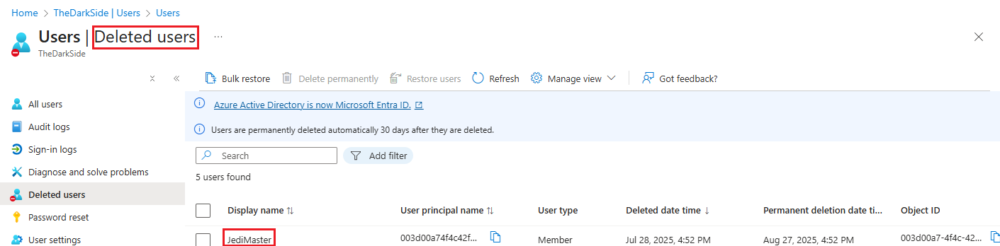 Home > TheDarkSide | Users > Users
Users | Deleted users ...
TheDarkSide
Bulk restore Delete permanently Restore users Refresh Manage view Got feedback?
All users
Audit logs
Sign-in logs
Diagnose and solve problems
Deleted users
Password reset
User settings
Azure Active Directory is now Microsoft Entra ID.
Users are permanently deleted automatically 30 days after they are deleted.
Search Add filter
5 users found
Display name User principal name User type Deleted date time Permanent deletion date ti... Object ID
JediMaster 003d00a74f4c42f... Member Jul 28, 2025, 4:52 PM Aug 27, 2025, 4:52 PM 003d00a7-4f4c-42...